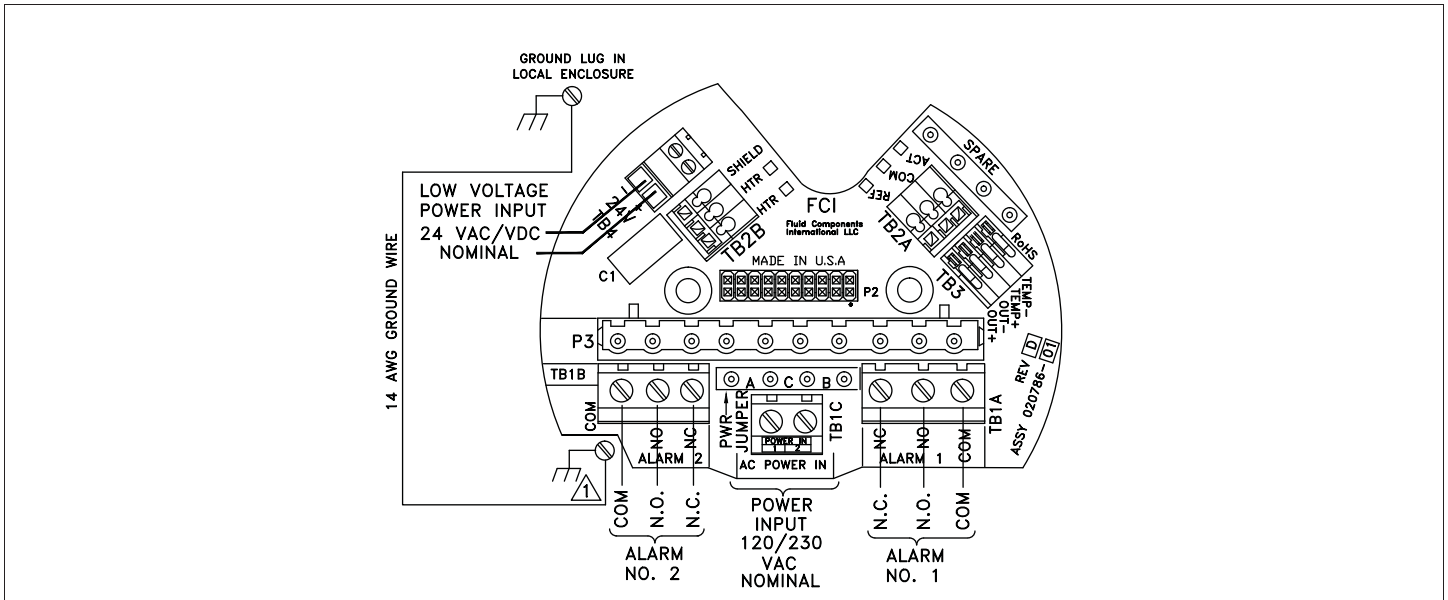 GROUND LUG IN
LOCAL ENCLOSURE
LOW VOLTAGE
POWER INPUT
24 VAC/VDC
NOMINAL
14 AWG GROUND WIRE
- 24V +
TB4
C1
SHIELD
HTR
HTR
TB2B
FCI
Fluid Components
International LLC
MADE IN U.S.A
P2
ACT
COM
REF
SPARE
TB2A
TB3
RoHS
TEMP-
TEMP+
OUT-
OUT+
P3
TB1B
COM
NO
NC
ALARM 2
A C B
PWR
JUMPER
TB1C
POWER IN
1 2
AC POWER IN
NC
NO
COM
ALARM 1
TB1A
REV D
ASSY 020786-01
1
COM
N.O.
N.C.
ALARM
NO. 2
POWER
INPUT
120/230
VAC
NOMINAL
N.C.
N.O.
COM
ALARM
NO. 1